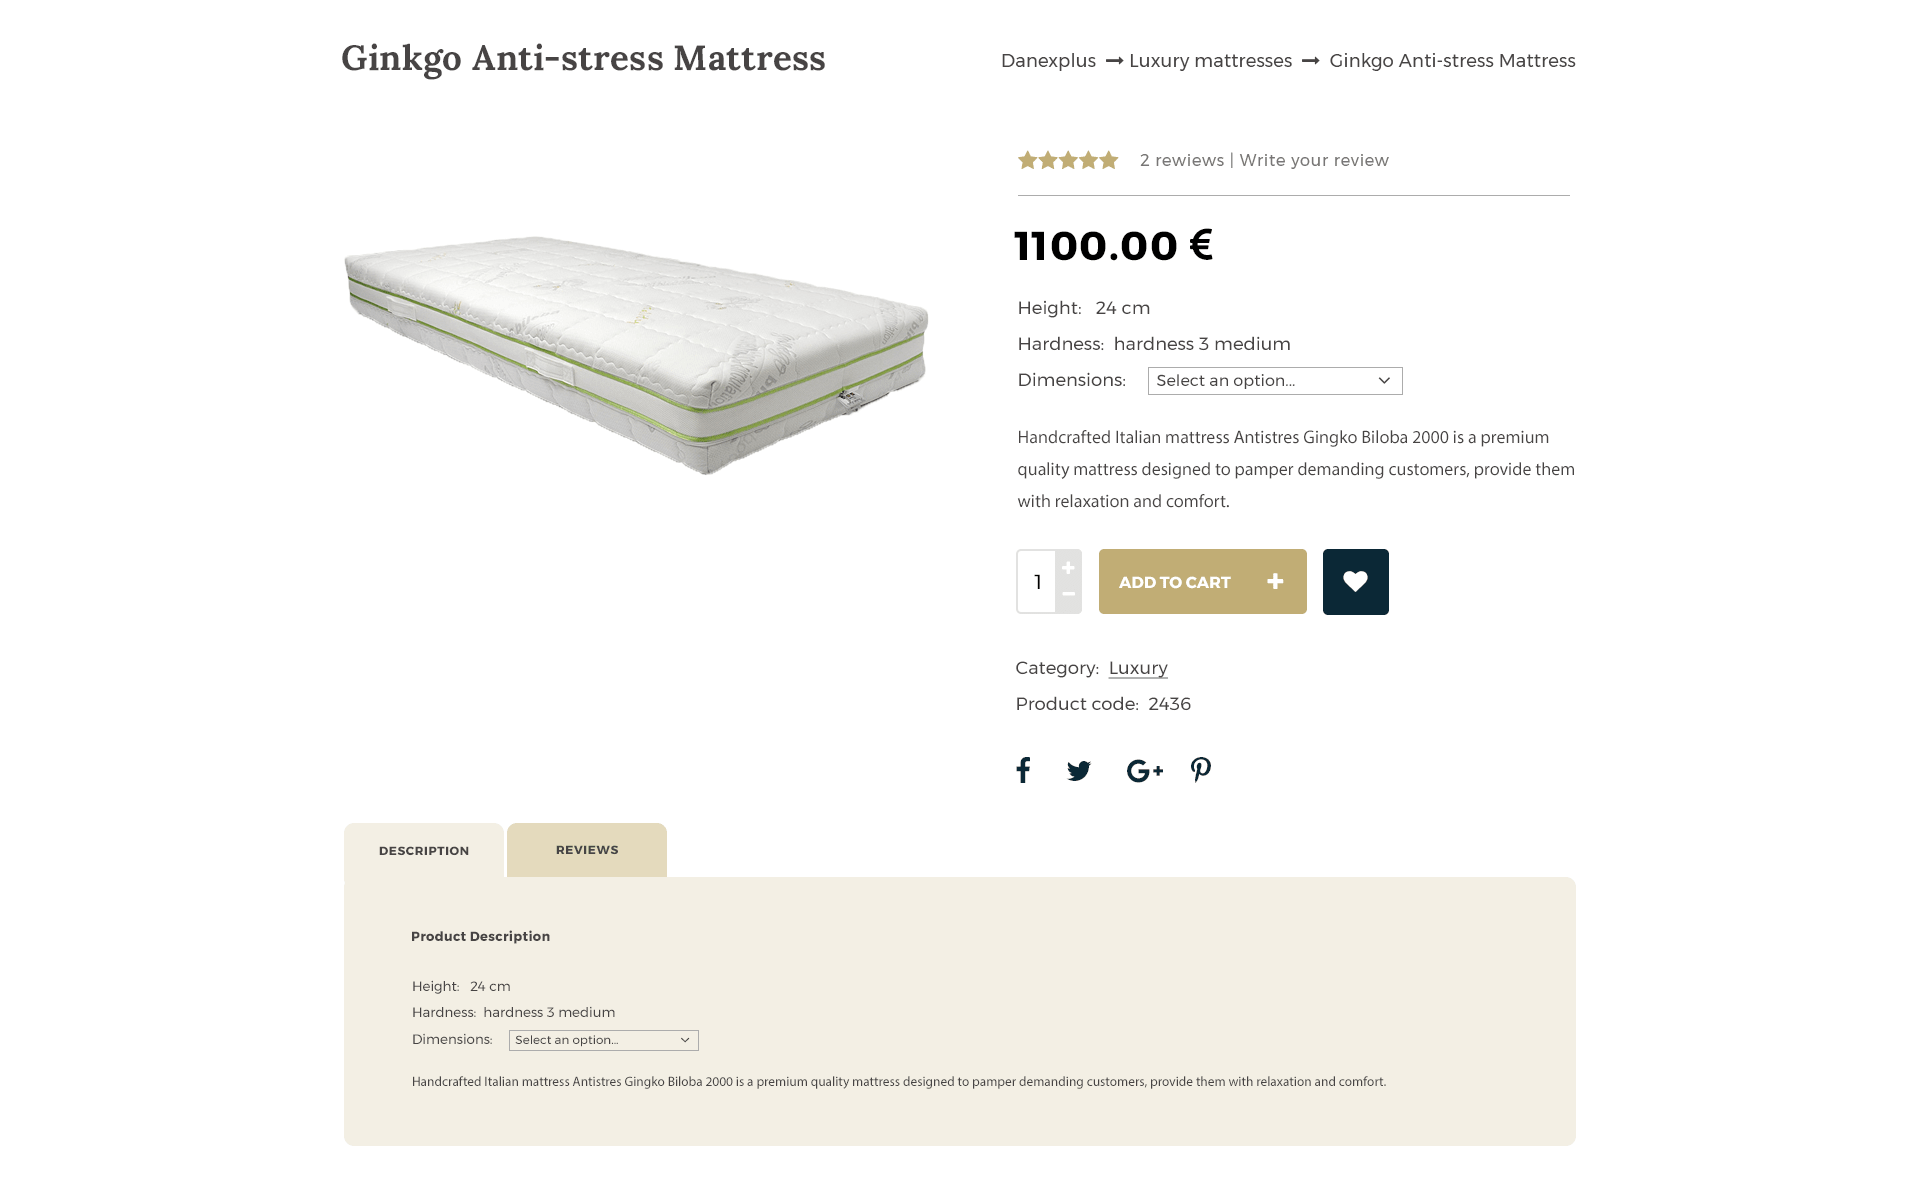 Ginkgo Anti-stress Mattress
Danexplus → Luxury mattresses → Ginkgo Anti-stress Mattress
2 rewiews | Write your review
1100.00 €
Height: 24 cm
Hardness: hardness 3 medium
Dimensions: Select an option...
Handcrafted Italian mattress Antistres Gingko Biloba 2000 is a premium
quality mattress designed to pamper demanding customers, provide them
with relaxation and comfort.
1 + −
ADD TO CART +
Category: Luxury
Product code: 2436
DESCRIPTION
REVIEWS
Product Description
Height: 24 cm
Hardness: hardness 3 medium
Dimensions: Select an option...
Handcrafted Italian mattress Antistres Gingko Biloba 2000 is a premium quality mattress designed to pamper demanding customers, provide them with relaxation and comfort.